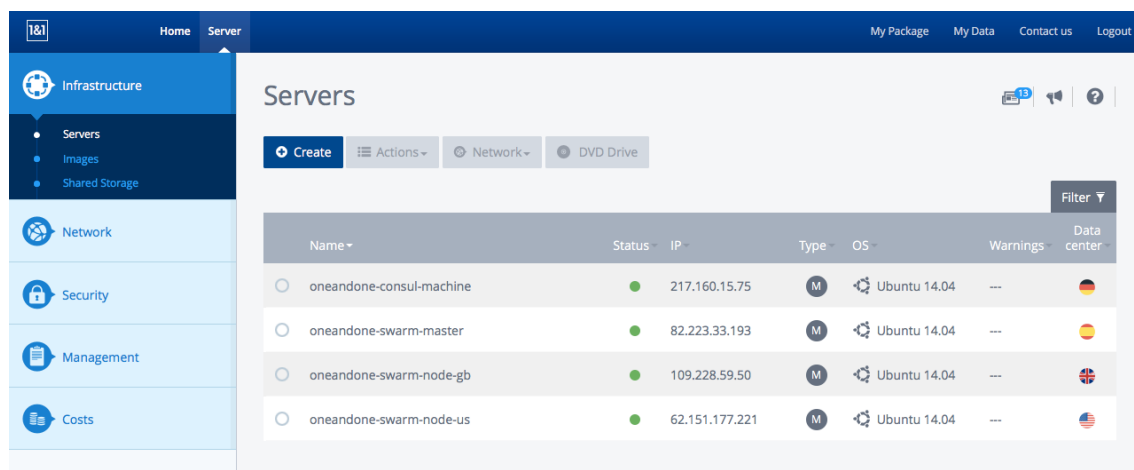 1&1 Home Server My Package My Data Contact us Logout
Infrastructure
Servers
Images
Shared Storage
Network
Security
Management
Costs
Servers
13
Create Actions Network DVD Drive
Filter
Name Status IP Type OS Warnings Data center
oneandone-consul-machine 217.160.15.75 M Ubuntu 14.04 ---
oneandone-swarm-master 82.223.33.193 M Ubuntu 14.04 ---
oneandone-swarm-node-gb 109.228.59.50 M Ubuntu 14.04 ---
oneandone-swarm-node-us 62.151.177.221 M Ubuntu 14.04 ---